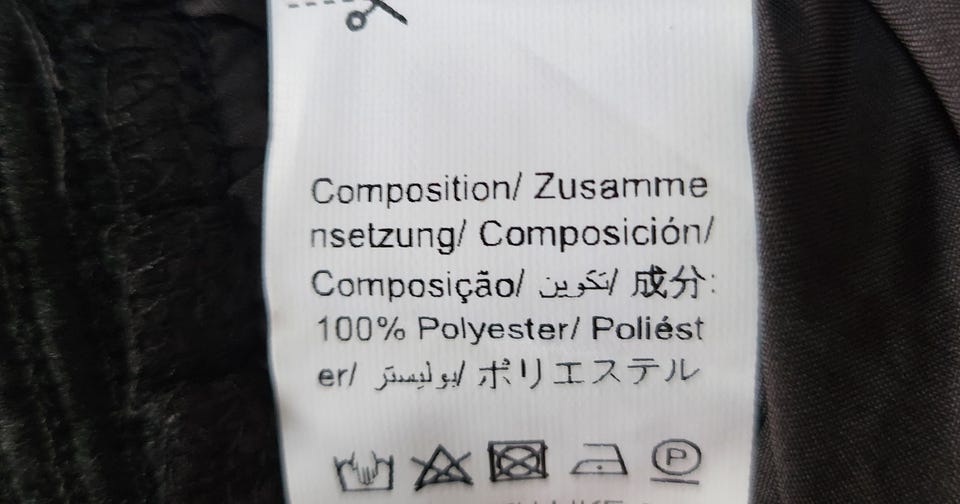 Composition/ Zusamme
nsetzung/ Composición/
Composição/ تكوين/ 成分:
100% Polyester/ Poliést
er/ بوليستر/ ポリエステル
P